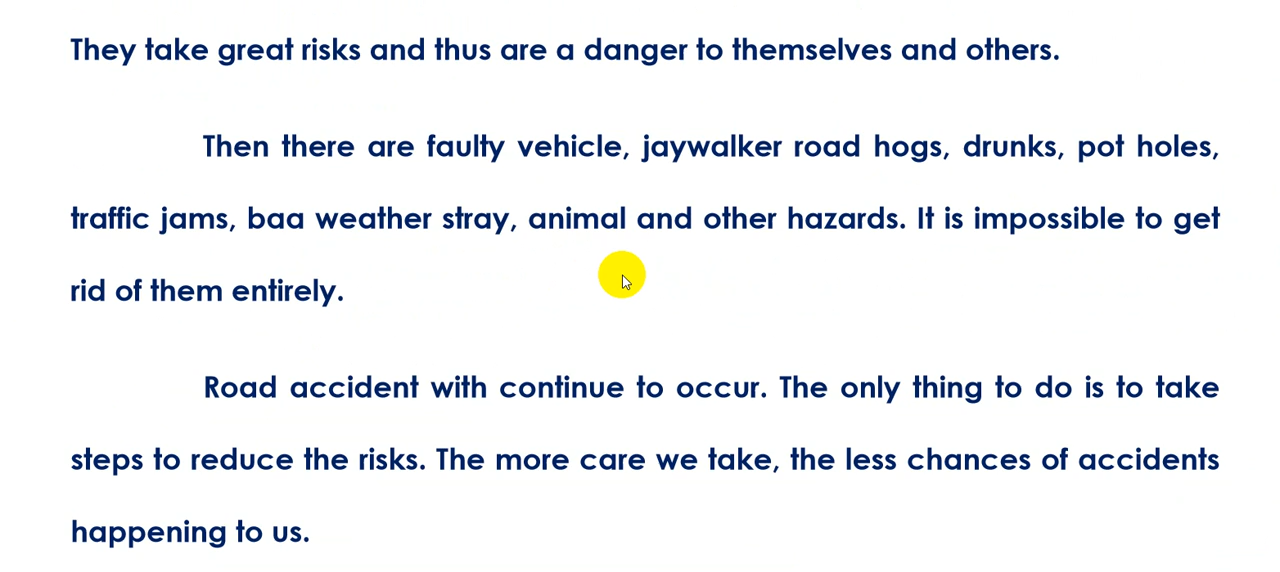 They take great risks and thus are a danger to themselves and others.
Then there are faulty vehicle, jaywalker road hogs, drunks, pot holes,
traffic jams, baa weather stray, animal and other hazards. It is impossible to get
rid of them entirely.
Road accident with continue to occur. The only thing to do is to take
steps to reduce the risks. The more care we take, the less chances of accidents
happening to us.